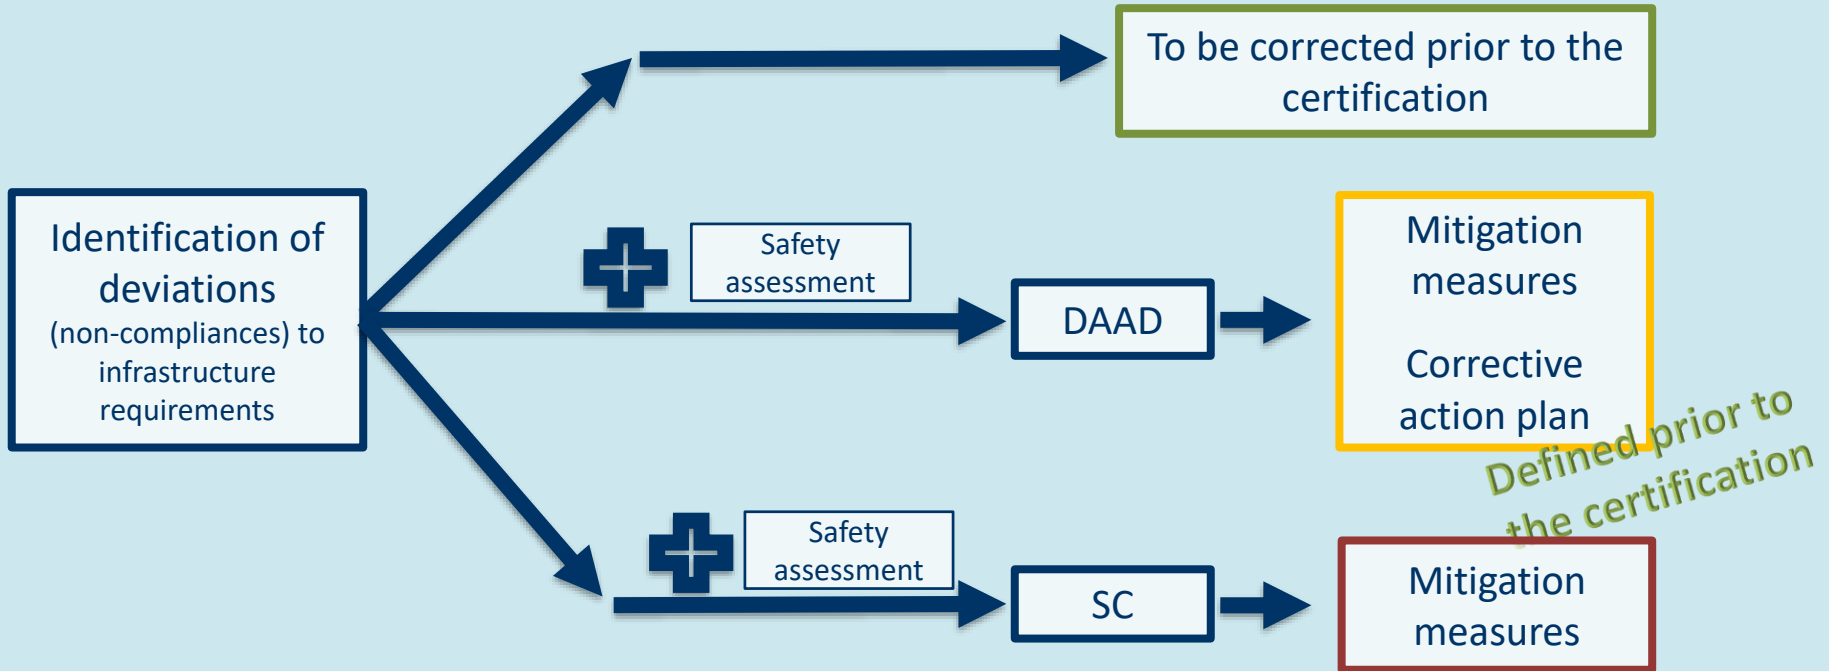 To be corrected prior to the
certification
Identification of
deviations
(non-compliances) to
infrastructure
requirements
Safety
assessment
DAAD
Mitigation
measures
Corrective
action plan
Defined prior to
the certification
Safety
assessment
SC
Mitigation
measures